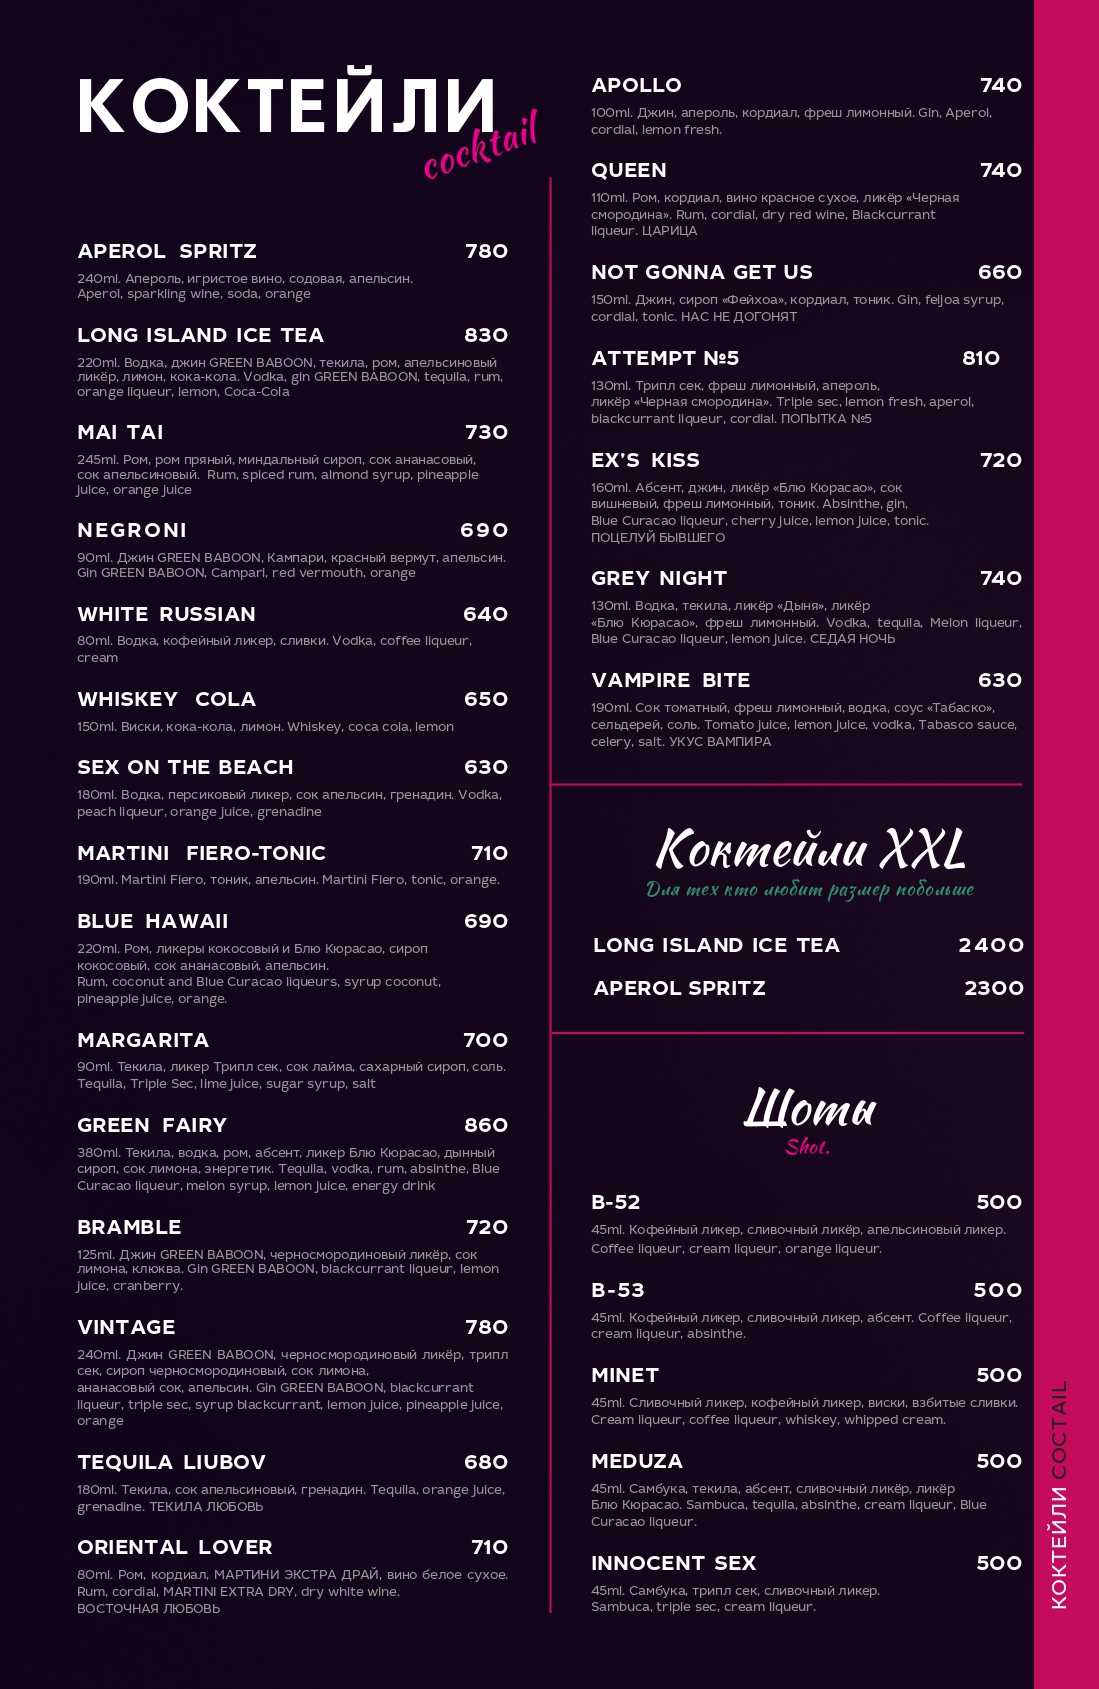 КОКТЕЙЛИ
cocktail
APEROL SPRITZ 780
240ml. Апероль, игристое вино, содовая, апельсин.
Aperol, sparkling wine, soda, orange
LONG ISLAND ICE TEA 830
220ml. Водка, джин GREEN BABOON, текила, ром, апельсиновый
ликёр, лимон, кока-кола. Vodka, gin GREEN BABOON, tequila, rum,
orange liqueur, lemon, Coca-Cola
MAI TAI 730
245ml. Ром, ром пряный, миндальный сироп, сок ананасовый,
сок апельсиновый. Rum, spiced rum, almond syrup, pineapple
juice, orange juice
NEGRONI 690
90ml. Джин GREEN BABOON, Кампари, красный вермут, апельсин.
Gin GREEN BABOON, Campari, red vermouth, orange
WHITE RUSSIAN 640
80ml. Водка, кофейный ликер, сливки. Vodka, coffee liqueur,
cream
WHISKEY COLA 650
150ml. Виски, кока-кола, лимон. Whiskey, coca cola, lemon
SEX ON THE BEACH 630
180ml. Водка, персиковый ликер, сок апельсин, гренадин. Vodka,
peach liqueur, orange juice, grenadine
MARTINI FIERO-TONIC 710
190ml. Martini Fiero, тоник, апельсин. Martini Fiero, tonic, orange.
BLUE HAWAII 690
220ml. Ром, ликеры кокосовый и Блю Кюрасао, сироп
кокосовый, сок ананасовый, апельсин.
Rum, coconut and Blue Curacao liqueurs, syrup coconut,
pineapple juice, orange.
MARGARITA 700
90ml. Текила, ликер Трипл сек, сок лайма, сахарный сироп, соль.
Tequila, Triple Sec, lime juice, sugar syrup, salt
GREEN FAIRY 860
380ml. Текила, водка, ром, абсент, ликер Блю Кюрасао, дынный
сироп, сок лимона, энергетик. Tequila, vodka, rum, absinthe, Blue
Curacao liqueur, melon syrup, lemon juice, energy drink
BRAMBLE 720
125ml. Джин GREEN BABOON, черносмородиновый ликёр, сок
лимона, клюква. Gin GREEN BABOON, blackcurrant liqueur, lemon
juice, cranberry.
VINTAGE 780
240ml. Джин GREEN BABOON, черносмородиновый ликёр, трипл
сек, сироп черносмородиновый, сок лимона,
ананасовый сок, апельсин. Gin GREEN BABOON, blackcurrant
liqueur, triple sec, syrup blackcurrant, lemon juice, pineapple juice,
orange
TEQUILA LIUBOV 680
180ml. Текила, сок апельсиновый, гренадин. Tequila, orange juice,
grenadine. ТЕКИЛА ЛЮБОВЬ
ORIENTAL LOVER 710
80ml. Ром, кордиал, МАРТИНИ ЭКСТРА ДРАЙ, вино белое сухое.
Rum, cordial, MARTINI EXTRA DRY, dry white wine.
ВОСТОЧНАЯ ЛЮБОВЬ
APOLLO 740
100ml. Джин, апероль, кордиал, фреш лимонный. Gin, Aperol,
cordial, lemon fresh.
QUEEN 740
110ml. Ром, кордиал, вино красное сухое, ликёр «Черная
смородина». Rum, cordial, dry red wine, Blackcurrant
liqueur. ЦАРИЦА
NOT GONNA GET US 660
150ml. Джин, сироп «Фейхоа», кордиал, тоник. Gin, feijoa syrup,
cordial, tonic. НАС НЕ ДОГОНЯТ
ATTEMPT №5 810
130ml. Трипл сек, фреш лимонный, апероль,
ликёр «Черная смородина». Triple sec, lemon fresh, aperol,
blackcurrant liqueur, cordial. ПОПЫТКА №5
EX’S KISS 720
160ml. Абсент, джин, ликёр «Блю Кюрасао», сок
вишневый, фреш лимонный, тоник. Absinthe, gin,
Blue Curacao liqueur, cherry juice, lemon juice, tonic.
ПОЦЕЛУЙ БЫВШЕГО
GREY NIGHT 740
130ml. Водка, текила, ликёр «Дыня», ликёр
«Блю Кюрасао», фреш лимонный. Vodka, tequila, Melon liqueur,
Blue Curacao liqueur, lemon juice. СЕДАЯ НОЧЬ
VAMPIRE BITE 630
190ml. Сок томатный, фреш лимонный, водка, соус «Табаско»,
сельдерей, соль. Tomato juice, lemon juice, vodka, Tabasco sauce,
celery, salt. УКУС ВАМПИРА
Коктейли XXL
Для тех кто любит размер побольше
LONG ISLAND ICE TEA 2400
APEROL SPRITZ 2300
Шоты
Shot.
B-52 500
45ml. Кофейный ликер, сливочный ликёр, апельсиновый ликер.
Coffee liqueur, cream liqueur, orange liqueur.
B-53 500
45ml. Кофейный ликер, сливочный ликер, абсент. Coffee liqueur,
cream liqueur, absinthe.
MINET 500
45ml. Сливочный ликер, кофейный ликер, виски, взбитые сливки.
Cream liqueur, coffee liqueur, whiskey, whipped cream.
MEDUZA 500
45ml. Самбука, текила, абсент, сливочный ликёр, ликёр
Блю Кюрасао. Sambuca, tequila, absinthe, cream liqueur, Blue
Curacao liqueur.
INNOCENT SEX 500
45ml. Самбука, трипл сек, сливочный ликер.
Sambuca, triple sec, cream liqueur.
КОКТЕЙЛИ COCTAIL